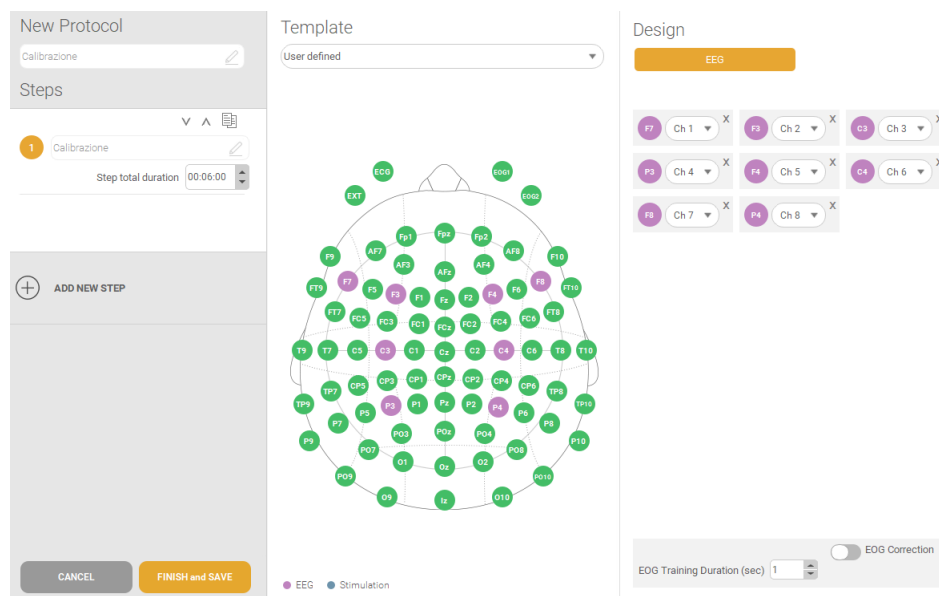 New Protocol
Calibrazione
Steps
1
Calibrazione
Step total duration 00:06:00
ADD NEW STEP
CANCEL
FINISH and SAVE
Template
User defined
ECG EOG1
EXT EOG2
Fp1 Fpz Fp2
AF7 AF8
F9 AF3 AFz AF4 F10
F7 F8
FT9 F5 F3 F1 Fz F2 F4 F6 FT10
FT7 FC5 FC3 FC1 FCz FC2 FC4 FC6 FT8
T9 T7 C5 C3 C1 Cz C2 C4 C6 T8 T10
TP7 CP5 CP3 CP1 CPz CP2 CP4 CP6 TP8
TP9 P5 P3 P1 Pz P2 P4 P6 TP10
P7 P8
P9 PO3 POz PO4 P10
PO7 PO8
O1 Oz O2
PO9 PO10
O9 Iz O10
EEG Stimulation
Design
EEG
F7 Ch 1 X F3 Ch 2 X C3 Ch 3
P3 Ch 4 X F4 Ch 5 X C4 Ch 6
F8 Ch 7 X P4 Ch 8 X
EOG Correction
EOG Training Duration (sec) 1